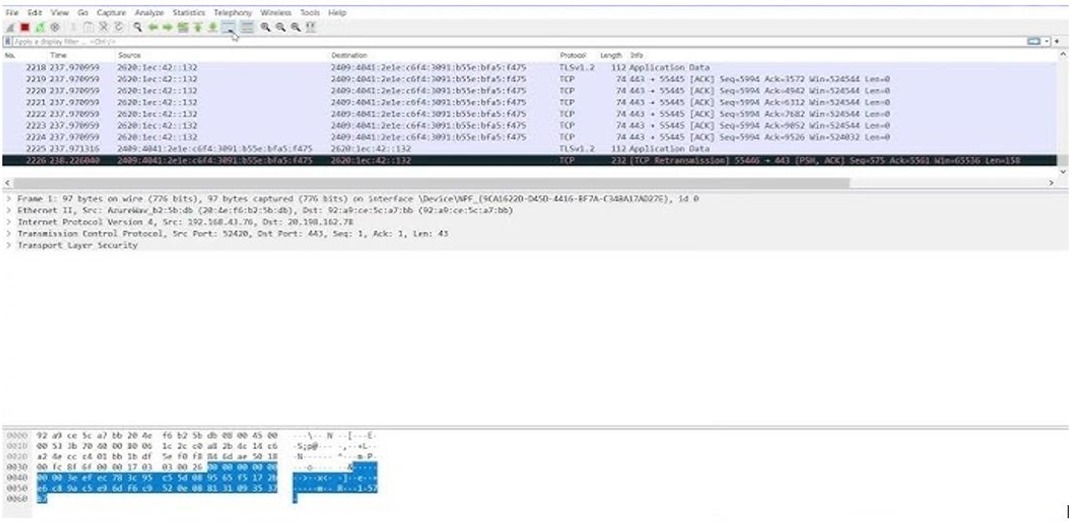 File Edit View Go Capture Analyze Statistics Telephony Wireless Tools Help
Apply a display filter ... <Ctrl-/>
No. Time Source Destination Protocol Length Info
2218 237.970959 2620:1ec:42::132 2409:4041:2e1e:c6f4:3091:b55e:bfa5:f475 TLSv1.2 112 Application Data
2219 237.970959 2620:1ec:42::132 2409:4041:2e1e:c6f4:3091:b55e:bfa5:f475 TCP 74 443 → 55445 [ACK] Seq=5994 Ack=3572 Win=524544 Len=0
2220 237.970959 2620:1ec:42::132 2409:4041:2e1e:c6f4:3091:b55e:bfa5:f475 TCP 74 443 → 55445 [ACK] Seq=5994 Ack=4942 Win=524544 Len=0
2221 237.970959 2620:1ec:42::132 2409:4041:2e1e:c6f4:3091:b55e:bfa5:f475 TCP 74 443 → 55445 [ACK] Seq=5994 Ack=6312 Win=524544 Len=0
2222 237.970959 2620:1ec:42::132 2409:4041:2e1e:c6f4:3091:b55e:bfa5:f475 TCP 74 443 → 55445 [ACK] Seq=5994 Ack=7682 Win=524544 Len=0
2223 237.970959 2620:1ec:42::132 2409:4041:2e1e:c6f4:3091:b55e:bfa5:f475 TCP 74 443 → 55445 [ACK] Seq=5994 Ack=9052 Win=524544 Len=0
2224 237.970959 2620:1ec:42::132 2409:4041:2e1e:c6f4:3091:b55e:bfa5:f475 TCP 74 443 → 55445 [ACK] Seq=5994 Ack=9526 Win=524032 Len=0
2225 237.971316 2409:4041:2e1e:c6f4:3091:b55e:bfa5:f475 2620:1ec:42::132 TLSv1.2 112 Application Data
2226 238.226040 2409:4041:2e1e:c6f4:3091:b55e:bfa5:f475 2620:1ec:42::132 TCP 232 [TCP Retransmission] 55446 → 443 [PSH, ACK] Seq=575 Ack=5561 Win=65536 Len=158
> Frame 1: 97 bytes on wire (776 bits), 97 bytes captured (776 bits) on interface \Device\NPF_{9CA1622D-D45D-4416-BF7A-C34BA17AD27E}, id 0
> Ethernet II, Src: AzureWav_b2:5b:db (20:4e:f6:b2:5b:db), Dst: 92:a9:ce:5c:a7:bb (92:a9:ce:5c:a7:bb)
> Internet Protocol Version 4, Src: 192.168.43.76, Dst: 20.198.162.78
> Transmission Control Protocol, Src Port: 52420, Dst Port: 443, Seq: 1, Ack: 1, Len: 43
> Transport Layer Security
0000 92 a9 ce 5c a7 bb 20 4e f6 b2 5b db 08 00 45 00
0010 00 53 3b 70 40 00 80 06 1c 2c c0 a8 2b 4c 14 c6
0020 a2 4e cc c4 01 bb 1b df 5e f0 f8 84 6d ae 50 18
0030 00 fc 8f 6f 00 00 17 03 03 00 26 00 00 00 00 00
0040 00 00 3e ef ec 78 3c 95 c5 5d 08 95 65 f5 17 2b
0050 e6 c8 9a c5 e9 6d f6 c9 52 0e 08 81 31 09 35 37
0060